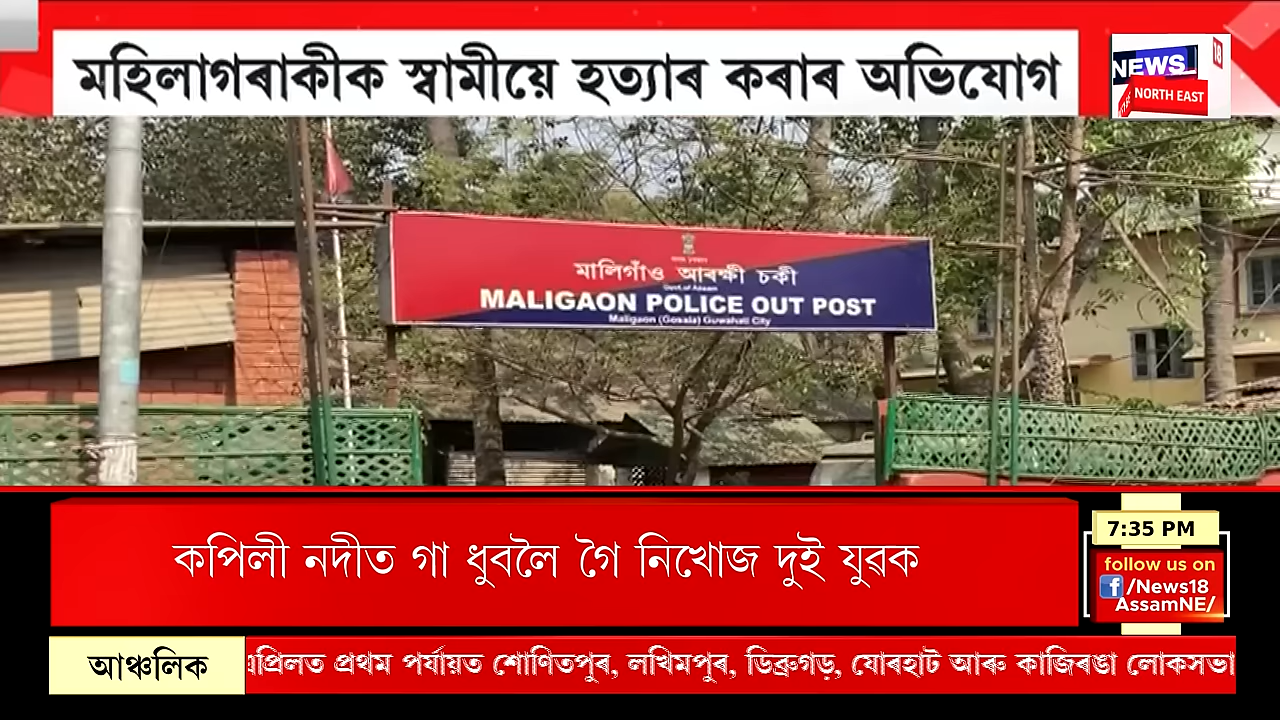 মহিলাগৰাকীক স্বামীয়ে হত্যাৰ কৰাৰ অভিযোগ
NEWS 18
NORTH EAST
মালিগাঁও আৰক্ষী চকী
Govt.of Assam
MALIGAON POLICE OUT POST
Maligaon (Gosala) Guwahati City
কপিলী নদীত গা ধুবলৈ গৈ নিখোজ দুই যুৱক
7:35 PM
follow us on
/News18
AssamNE/
আঞ্চলিক
প্ৰথম পৰ্যায়ত শোণিতপুৰ, লখিমপুৰ, ডিব্ৰুগড়, যোৰহাট আৰু কাজিৰঙা লোকসভা